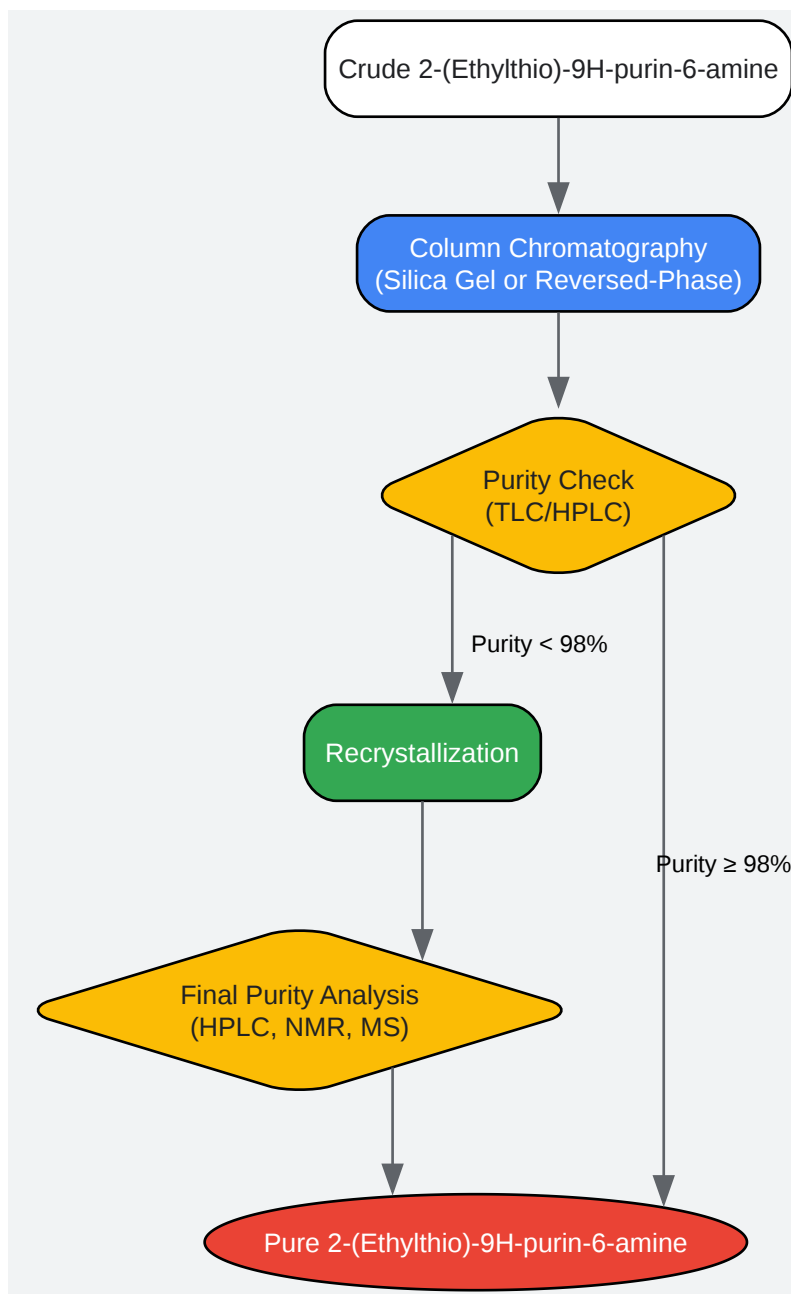 Crude 2-(Ethylthio)-9H-purin-6-amine
Column Chromatography
(Silica Gel or Reversed-Phase)
Purity Check
(TLC/HPLC)
Purity < 98%
Recrystallization
Purity ≥ 98%
Final Purity Analysis
(HPLC, NMR, MS)
Pure 2-(Ethylthio)-9H-purin-6-amine